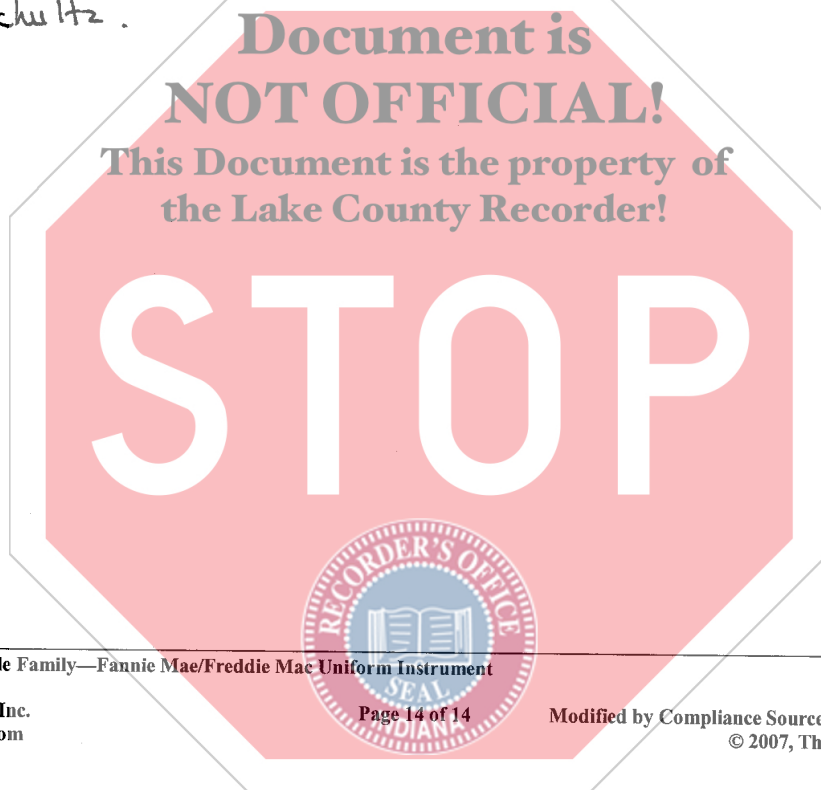 chultz.
Document is
NOT OFFICIAL!
This Document is the property of
the Lake County Recorder!
STOP
RECORDER'S OFFICE
le Family—Fannie Mae/Freddie Mac Uniform Instrument
SEAL
Inc.
Page 14 of 14
Modified by Compliance Source
INDIANA
om
© 2007, Th